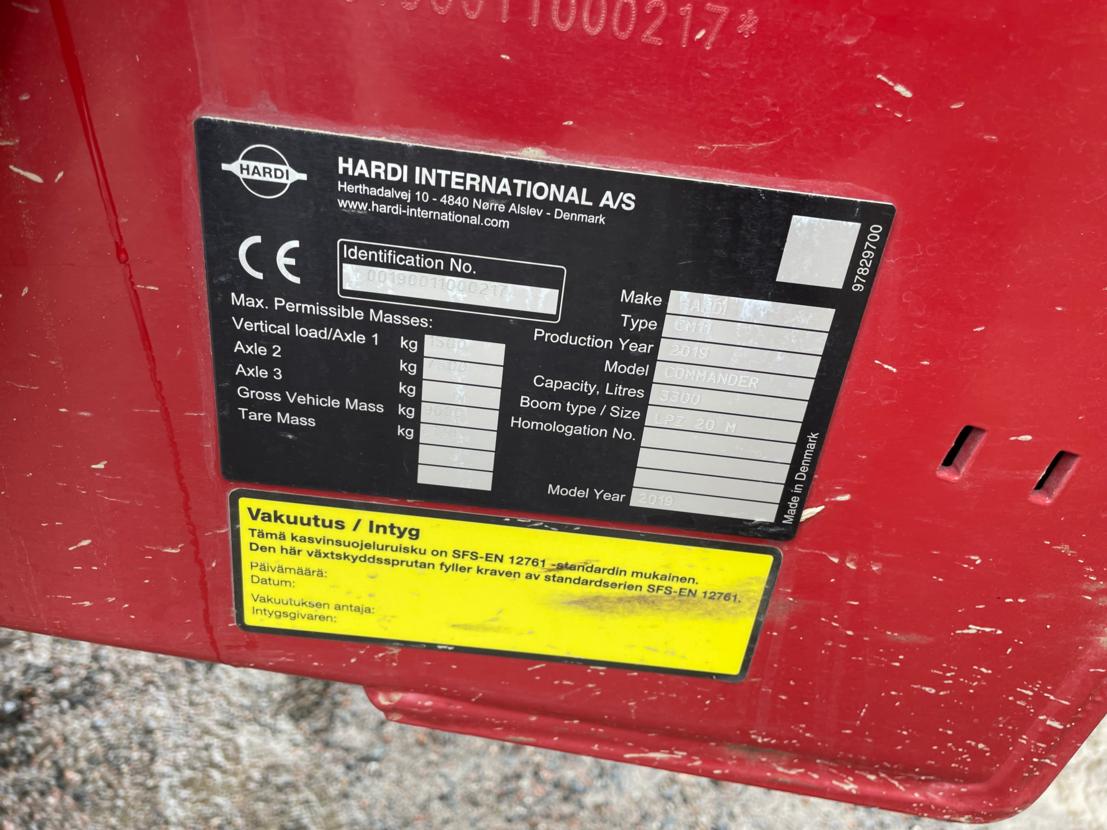 HARDI
HARDI INTERNATIONAL A/S
Herthadalvej 10 - 4840 Nørre Alslev - Denmark
www.hardi-international.com
97829700
CE
Identification No.
00190011000217
Max. Permissible Masses:
Vertical load/Axle 1 kg
Axle 2 kg
Axle 3 kg
Gross Vehicle Mass kg
Tare Mass kg
Make HARDI
Type CM11
Production Year 2019
Model COMMANDER
Capacity, Litres 3300
Boom type / Size LPZ 20 M
Homologation No.
Model Year 2019
Made in Denmark
Vakuutus / Intyg
Tämä kasvinsuojeluruisku on SFS-EN 12761 -standardin mukainen.
Den här växtskyddssprutan fyller kraven av standardserien SFS-EN 12761.
Päivämäärä:
Datum:
Vakuutuksen antaja:
Intygsgivaren: